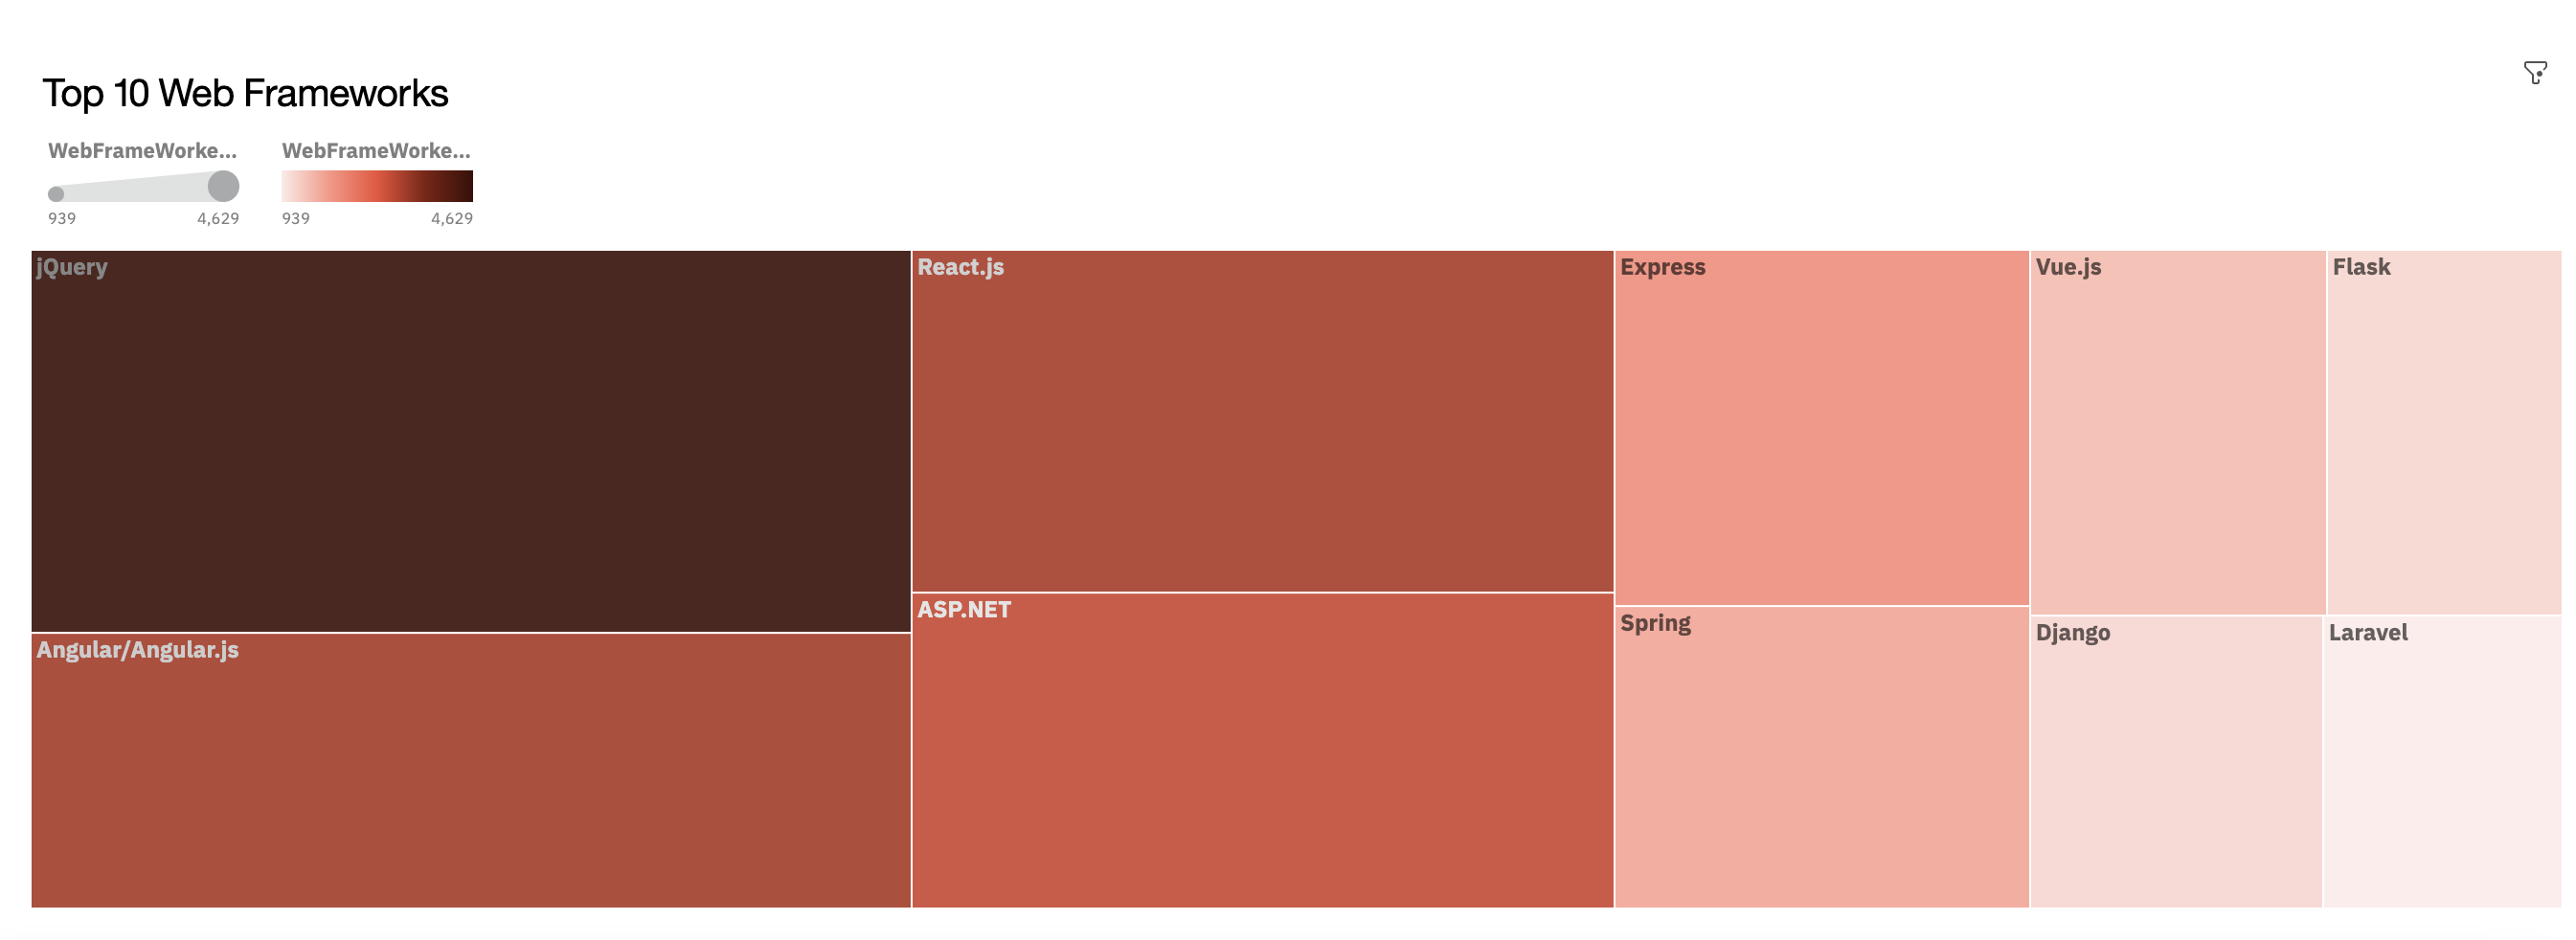 Top 10 Web Frameworks
WebFrameWorke... WebFrameWorke...
939 4,629 939 4,629
jQuery React.js Express Vue.js Flask
ASP.NET
Spring
Django Laravel
Angular/Angular.js